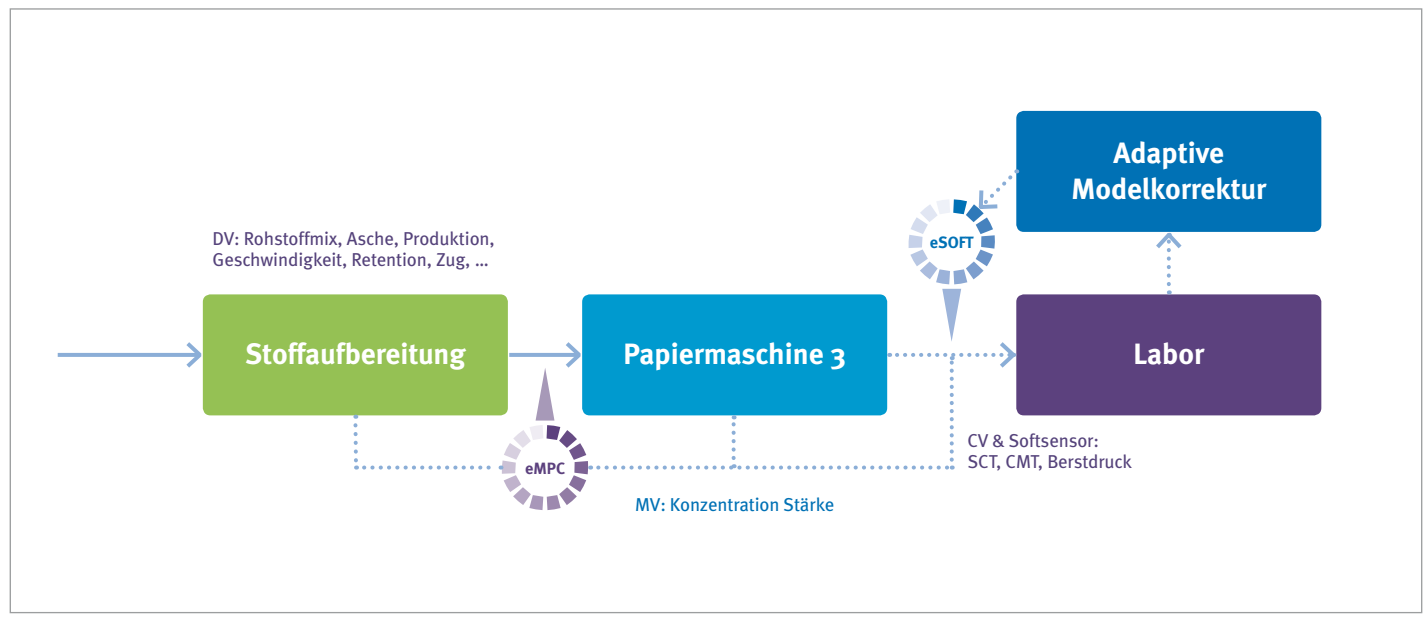 Adaptive
Modelkorrektur
eSOFT
DV: Rohstoffmix, Asche, Produktion,
Geschwindigkeit, Retention, Zug, ...
Stoffaufbereitung
Papiermaschine 3
Labor
eMPC
CV & Softsensor:
SCT, CMT, Berstdruck
MV: Konzentration Stärke